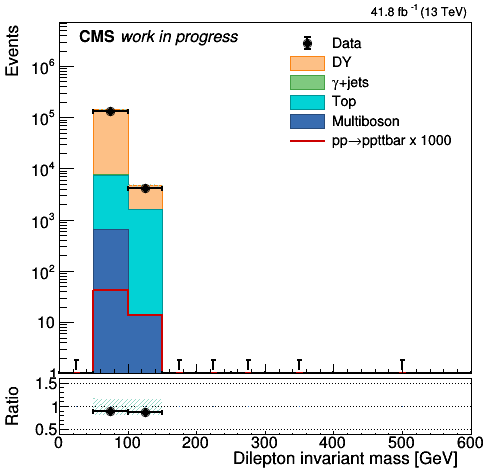 41.8 fb⁻¹ (13 TeV)
CMS work in progress
Events
Data
DY
γ+jets
Top
Multiboson
pp→ppttbar x 1000
10⁶
10⁵
10⁴
10³
10²
10
1
Ratio
1.5
1
0.5
0 100 200 300 400 500 600
Dilepton invariant mass [GeV]